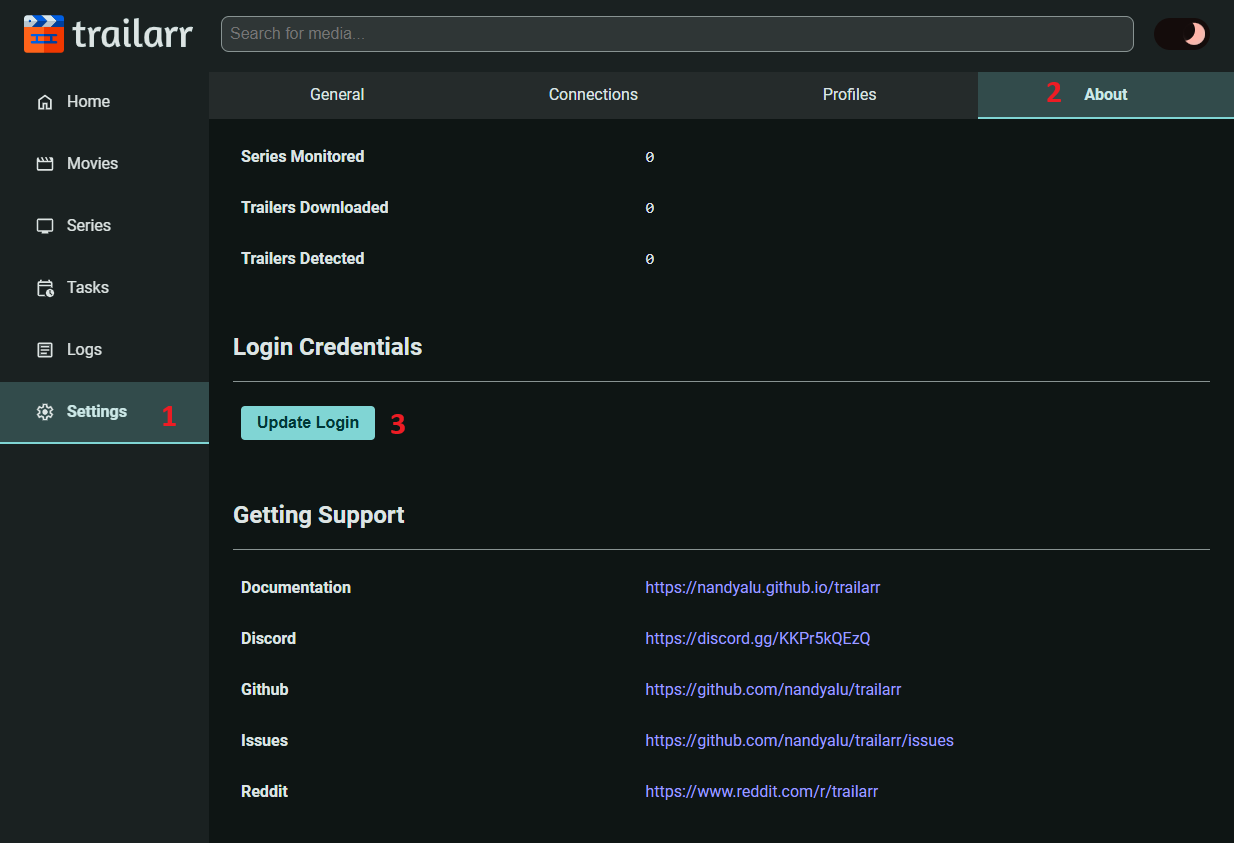 trailarr
Search for media...
Home
Movies
Series
Tasks
Logs
Settings 1
General Connections Profiles 2 About
Series Monitored 0
Trailers Downloaded 0
Trailers Detected 0
Login Credentials
Update Login 3
Getting Support
Documentation https://nandyalu.github.io/trailarr
Discord https://discord.gg/KKPr5kQEzQ
Github https://github.com/nandyalu/trailarr
Issues https://github.com/nandyalu/trailarr/issues
Reddit https://www.reddit.com/r/trailarr